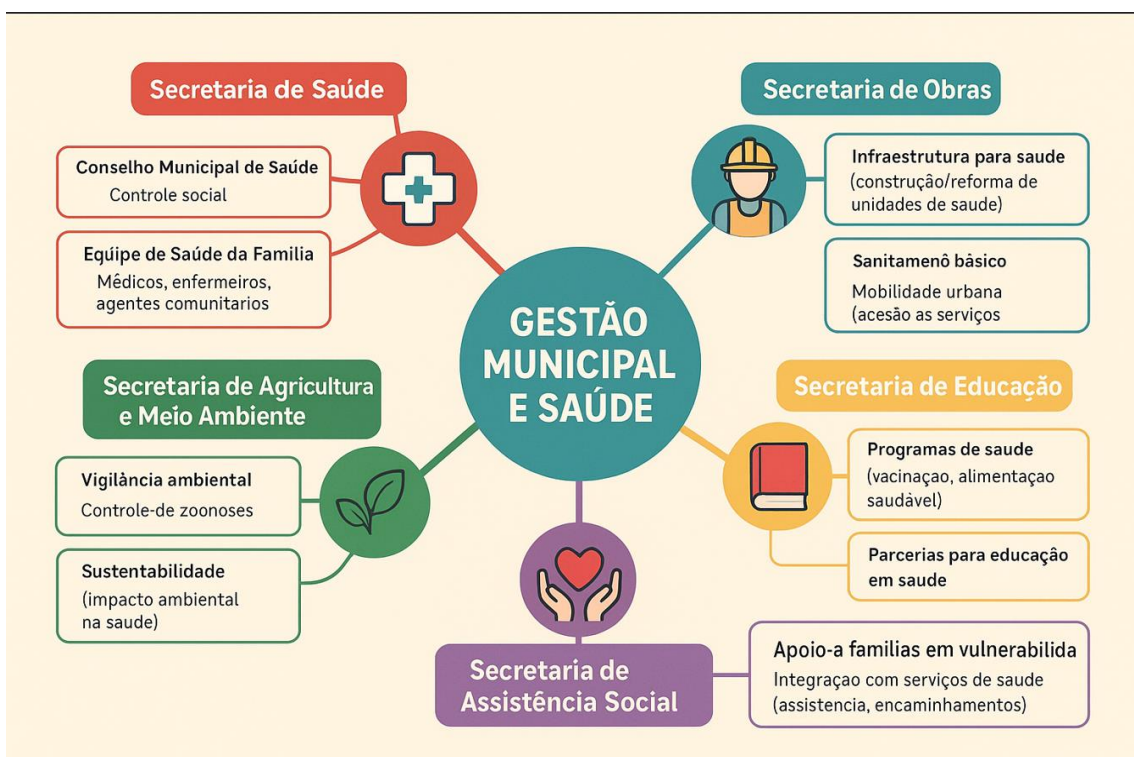 Secretaria de Saúde
Conselho Municipal de Saúde
Controle social
Equipe de Saúde da Familia
Mêdicos, enfermeiros,
agentes comunitarios
Secretaria de Obras
Infraestrutura para saude
(construção/reforma de
unidades de saude)
Sanitamenô bàsico
Mobilidade urbana
(acesão as serviços
GESTÃO
MUNICIPAL
E SAÚDE
Secretaria de Agricultura
e Meio Ambiente
Vigilância ambiental
Controle-de zoonoses
Sustentabilidade
(impacto ambiental
na saude)
Secretaria de Educação
Programas de saude
(vacinaçao, alimentaçao
saudàvel)
Parcerias para educação
em saude
Secretaria de
Assistência Social
Apoio-a familias em vulnerabilida
Integraçao com serviços de saude
(assistencia, encaminhamentos)